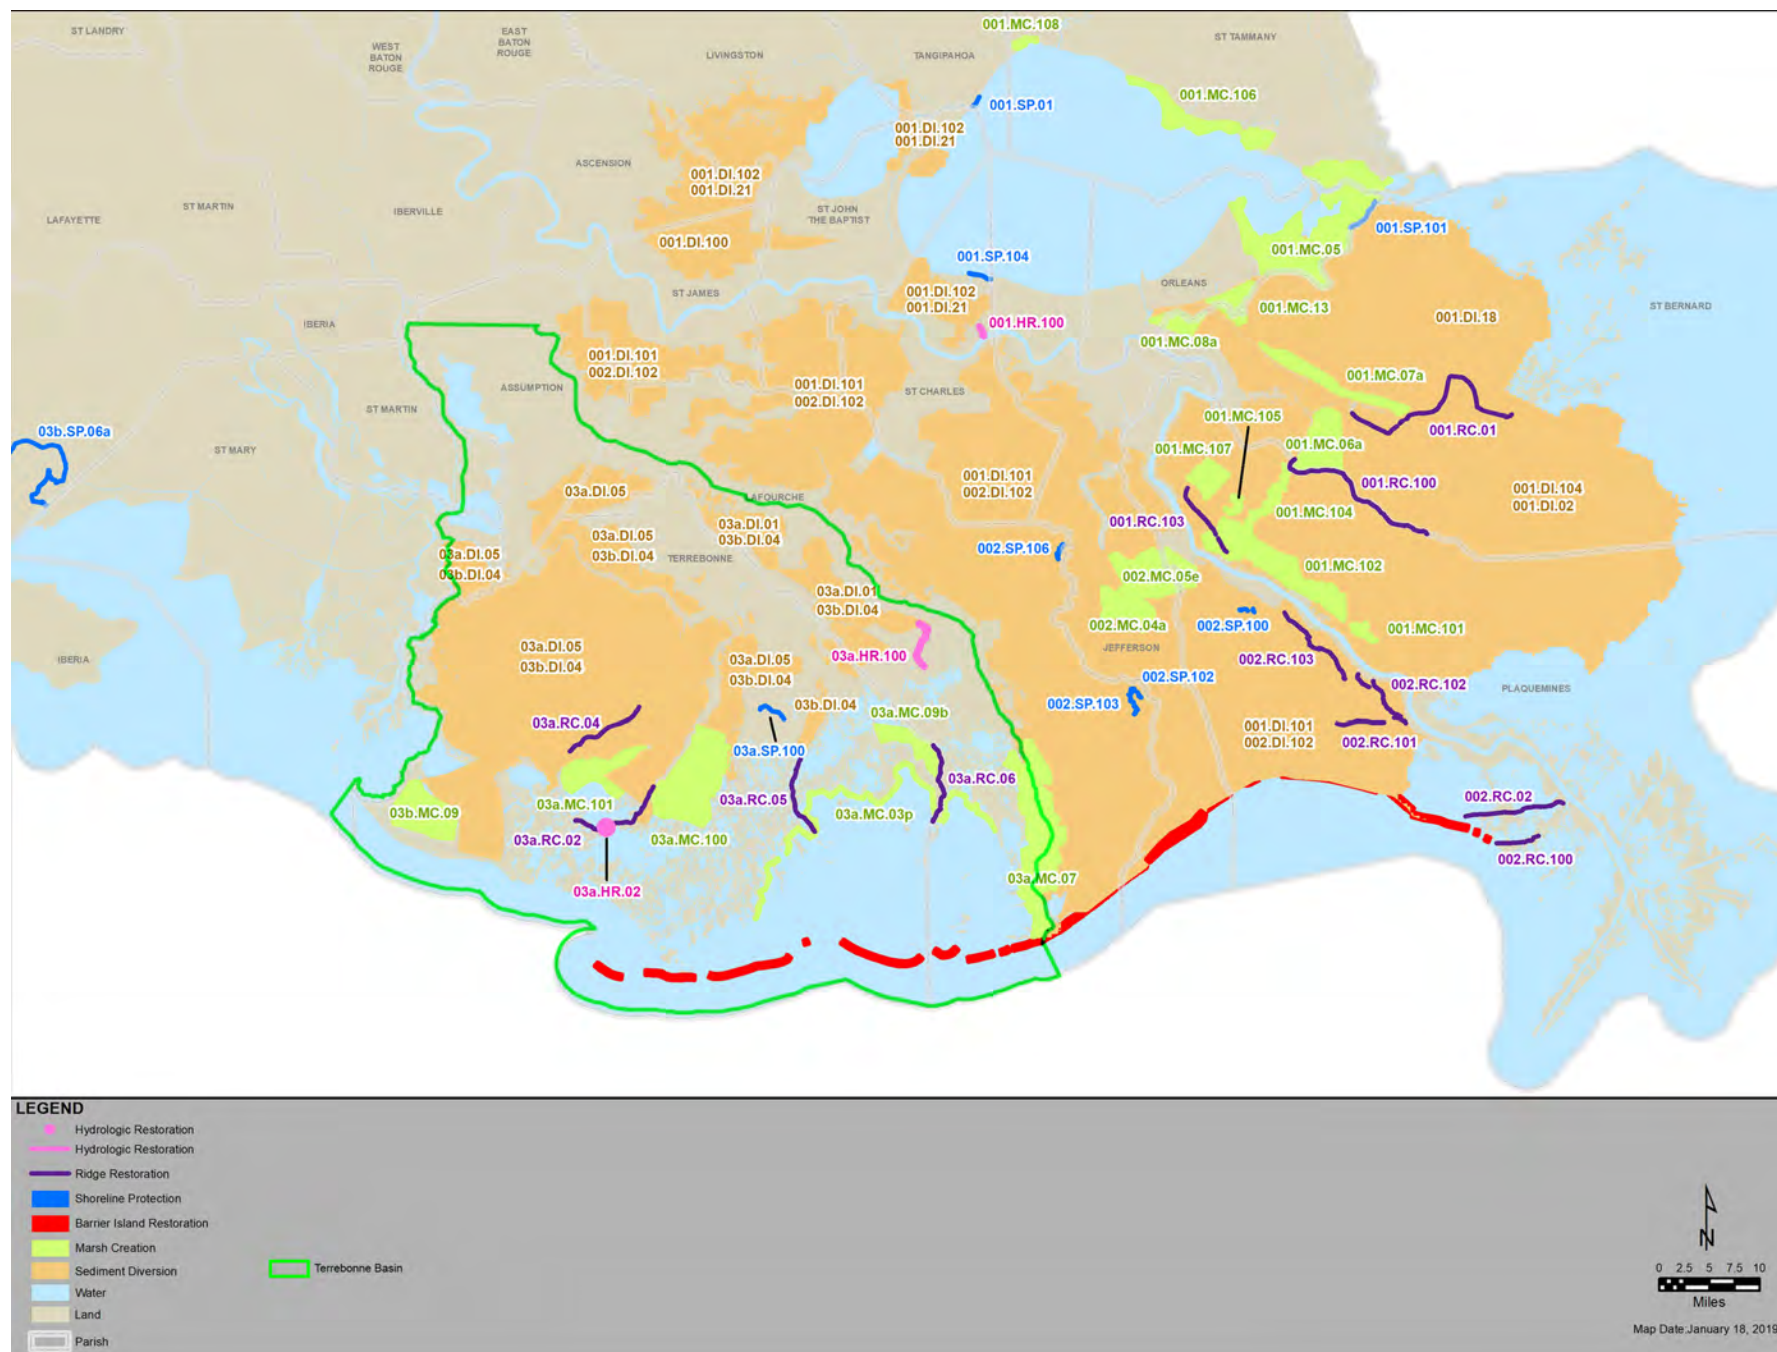 ST LANDRY
WEST
BATON
ROUGE
EAST
BATON
ROUGE
LIVINGSTON
TANGIPAHOA
001.MC.108
ST TAMMANY
001.MC.106
001.SP.01
001.DI.102
001.DI.21
ASCENSION
001.DI.102
001.DI.21
LAFAYETTE
ST MARTIN
IBERVILLE
ST JOHN
THE BAPTIST
001.DI.100
001.SP.101
001.MC.05
001.SP.104
001.DI.102
001.DI.21
ST JAMES
ORLEANS
001.MC.13
ST BERNARD
001.DI.18
IBERIA
001.HR.100
001.MC.08a
001.DI.101
002.DI.102
ASSUMPTION
001.DI.101
002.DI.102
ST CHARLES
001.MC.07a
ST MARTIN
001.MC.105
001.RC.01
03b.SP.06a
ST MARY
001.MC.107
001.MC.06a
001.DI.101
002.DI.102
001.RC.100
001.DI.104
001.DI.02
03a.DI.05
LAFOURCHE
001.RC.103
001.MC.104
03a.DI.01
03b.DI.04
03a.DI.05
03b.DI.04
TERREBONNE
002.SP.106
03a.DI.05
03b.DI.04
001.MC.102
002.MC.05e
03a.DI.01
03b.DI.04
002.MC.04a
002.SP.100
001.MC.101
IBERIA
03a.DI.05
03b.DI.04
03a.DI.05
03b.DI.04
03a.HR.100
JEFFERSON
002.RC.103
002.SP.102
002.SP.103
002.RC.102
PLAQUEMINES
03b.DI.04
03a.MC.09b
03a.RC.04
001.DI.101
002.DI.102
002.RC.101
03a.SP.100
03a.RC.06
03a.MC.101
03a.RC.05
03a.MC.03p
002.RC.02
03b.MC.09
03a.RC.02
03a.MC.100
002.RC.100
03a.MC.07
03a.HR.02
LEGEND
Hydrologic Restoration
Hydrologic Restoration
Ridge Restoration
Shoreline Protection
Barrier Island Restoration
Marsh Creation
Sediment Diversion
Terrebonne Basin
Water
Land
Parish
N
0 2.5 5 7.5 10
Miles
Map Date:January 18, 2019